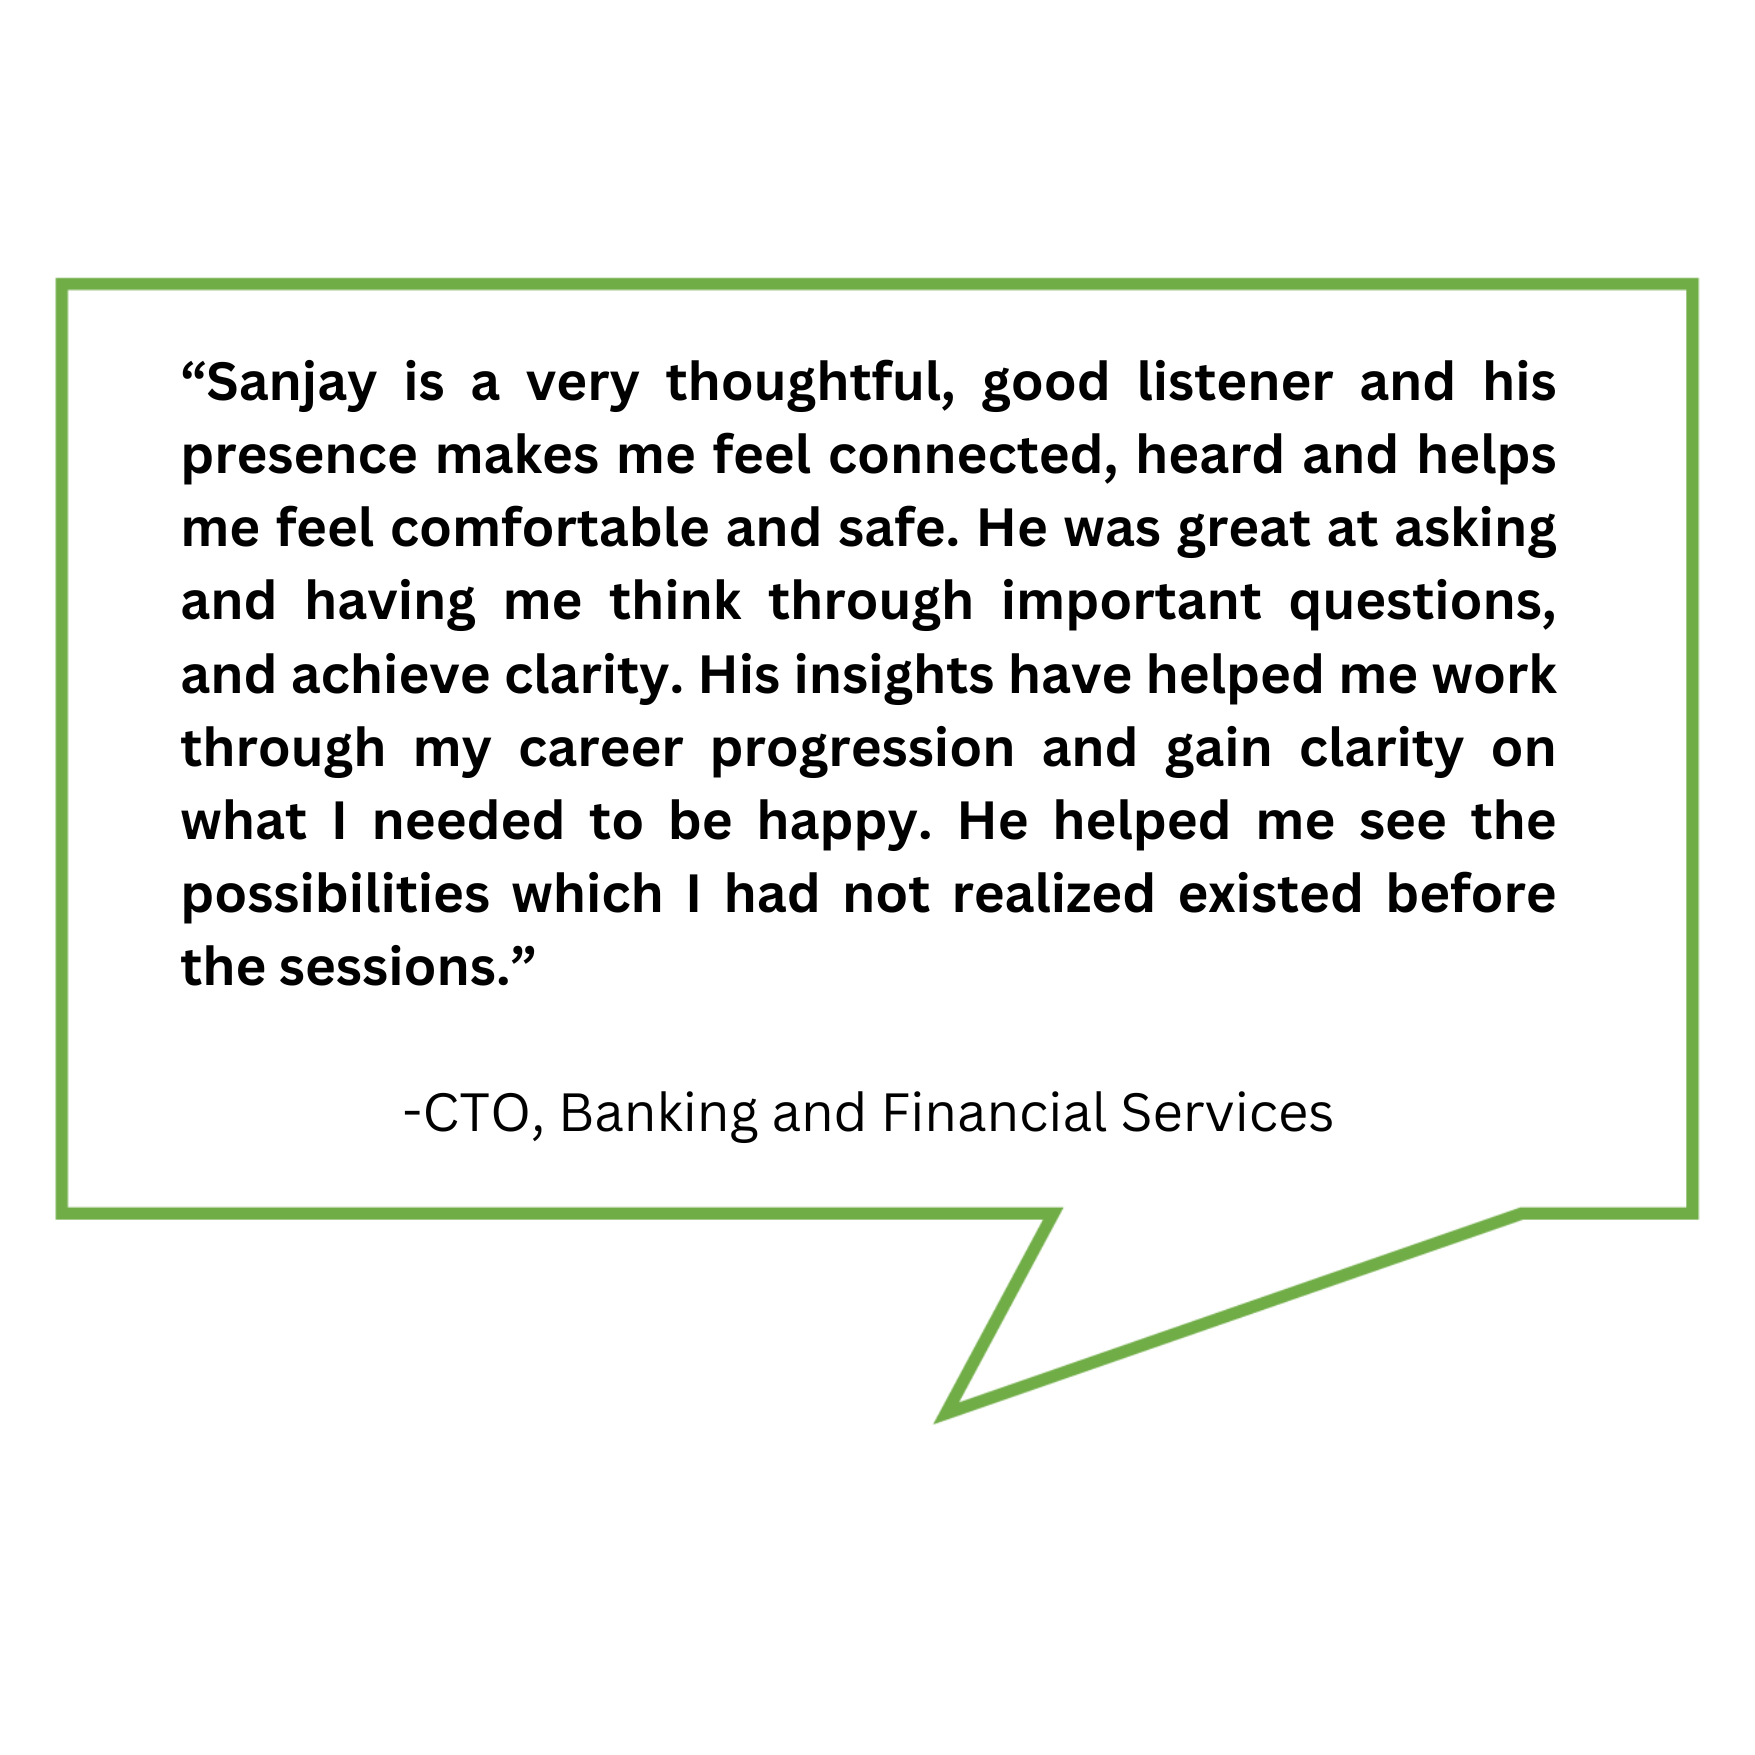 “Sanjay is a very thoughtful, good listener and his
presence makes me feel connected, heard and helps
me feel comfortable and safe. He was great at asking
and having me think through important questions,
and achieve clarity. His insights have helped me work
through my career progression and gain clarity on
what I needed to be happy. He helped me see the
possibilities which I had not realized existed before
the sessions.”
-CTO, Banking and Financial Services